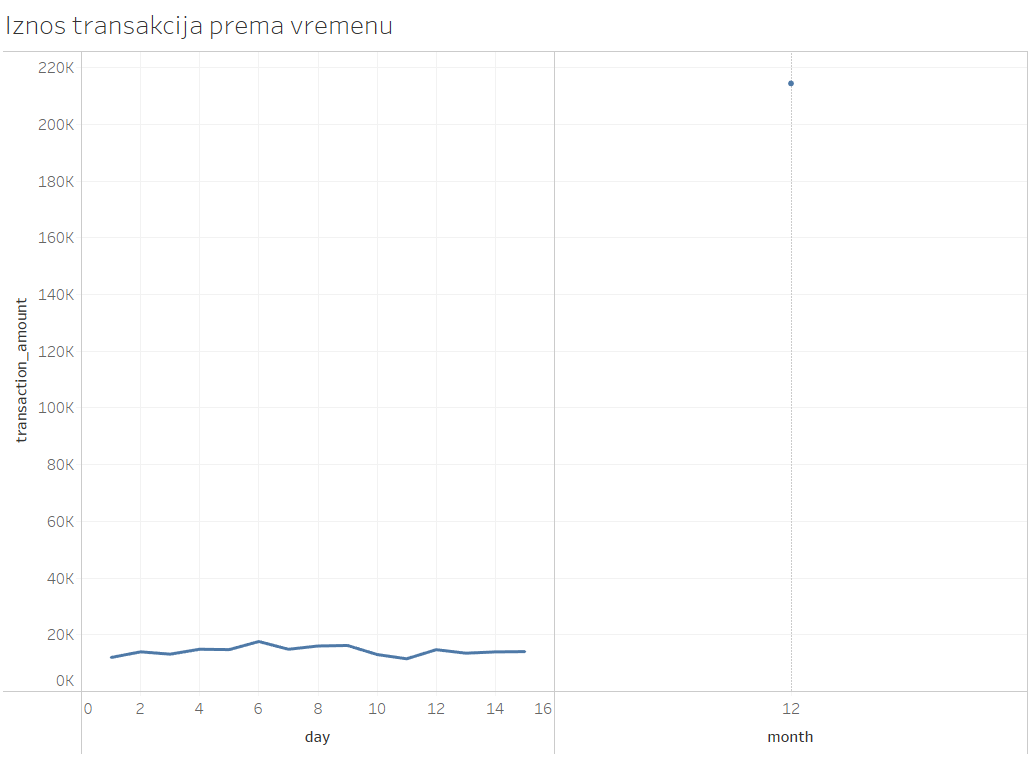 Iznos transakcija prema vremenu
220K
200K
180K
160K
140K
120K
100K
80K
60K
40K
20K
0K
transaction_amount
0 2 4 6 8 10 12 14 16
day
12
month